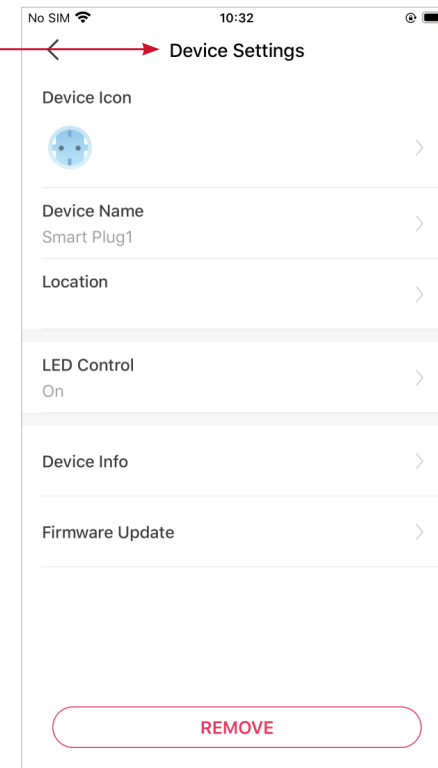 No SIM 10:32
Device Settings
Device Icon
Device Name
Smart Plug1
Location
LED Control
On
Device Info
Firmware Update
REMOVE